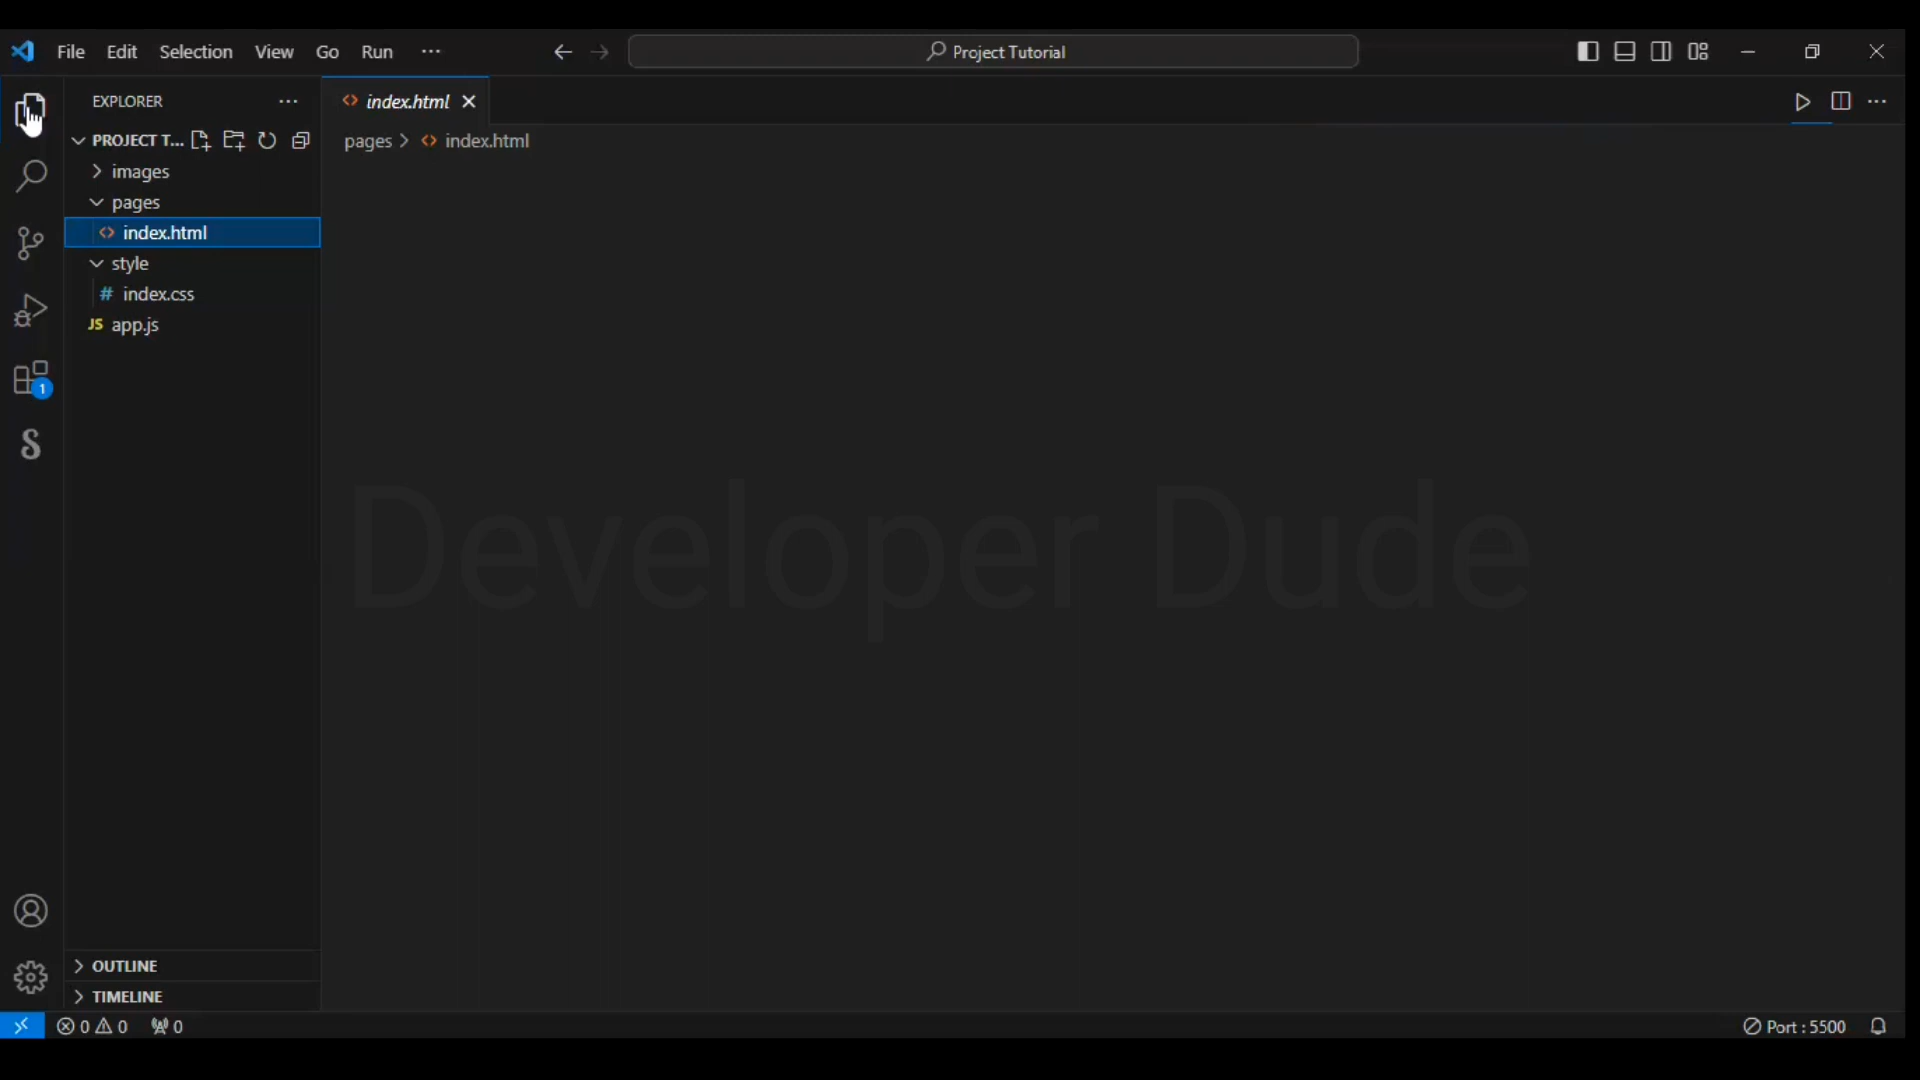 File Edit Selection View Go Run ···
Project Tutorial
EXPLORER ···
index.html
PROJECT T...
pages > index.html
images
pages
index.html
style
# index.css
JS app.js
1
S
Developer Dude
OUTLINE
TIMELINE
0 0 0
Port : 5500